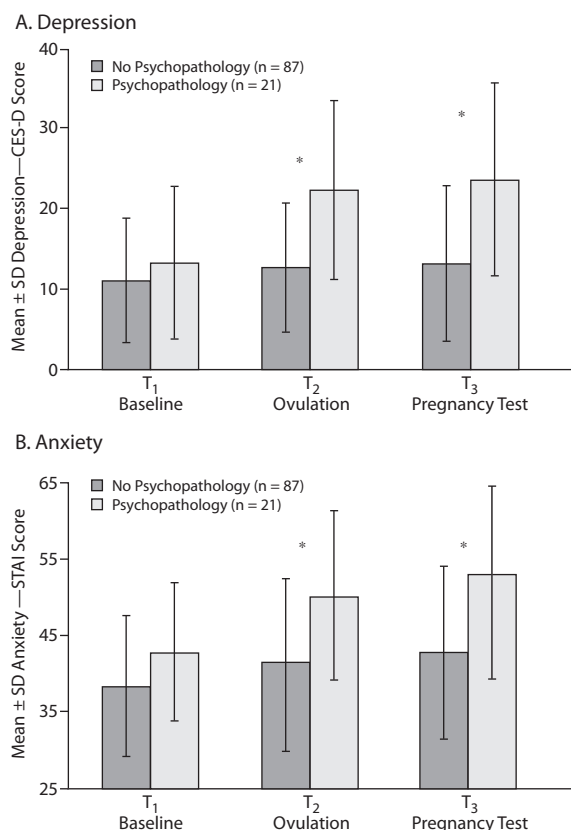 A. Depression
40
30
20
10
0
Mean ± SD Depression—CES-D Score
No Psychopathology (n = 87)
Psychopathology (n = 21)
*
*
T₁
T₂
T₃
Baseline
Ovulation
Pregnancy Test
B. Anxiety
65
55
45
35
25
Mean ± SD Anxiety —STAI Score
No Psychopathology (n = 87)
Psychopathology (n = 21)
*
*
T₁
T₂
T₃
Baseline
Ovulation
Pregnancy Test